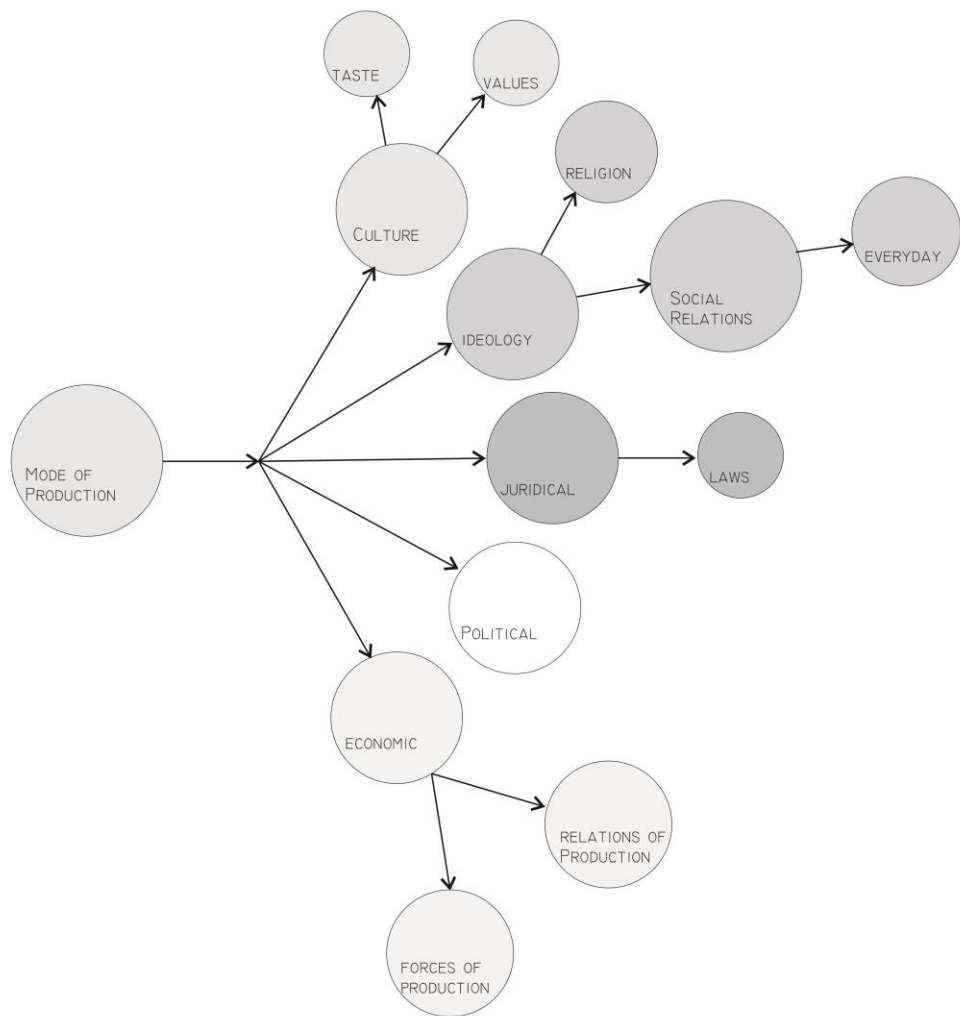 TASTE
VALUES
RELIGION
CULTURE
EVERYDAY
SOCIAL
RELATIONS
IDEOLOGY
MODE OF
PRODUCTION
JURIDICAL
LAWS
POLITICAL
ECONOMIC
RELATIONS OF
PRODUCTION
FORCES OF
PRODUCTION